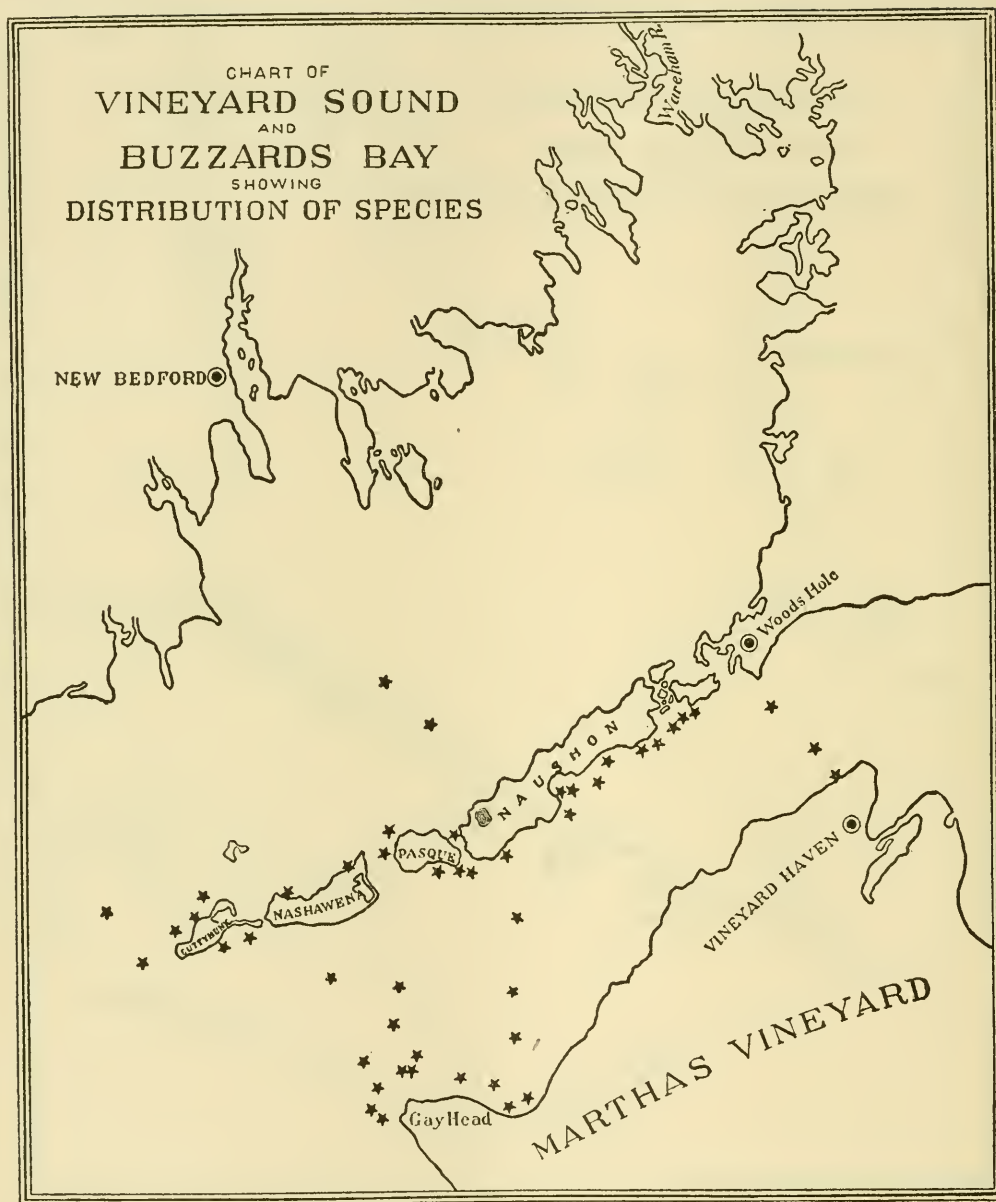 CHART OF
VINEYARD SOUND
AND
BUZZARDS BAY
SHOWING
DISTRIBUTION OF SPECIES
Wareham R.
NEW BEDFORD
Woods Hole
NAUSHON
PASQUE
NASHAWENA
CUTTYHUNK
VINEYARD HAVEN
MARTHAS VINEYARD
Gay Head